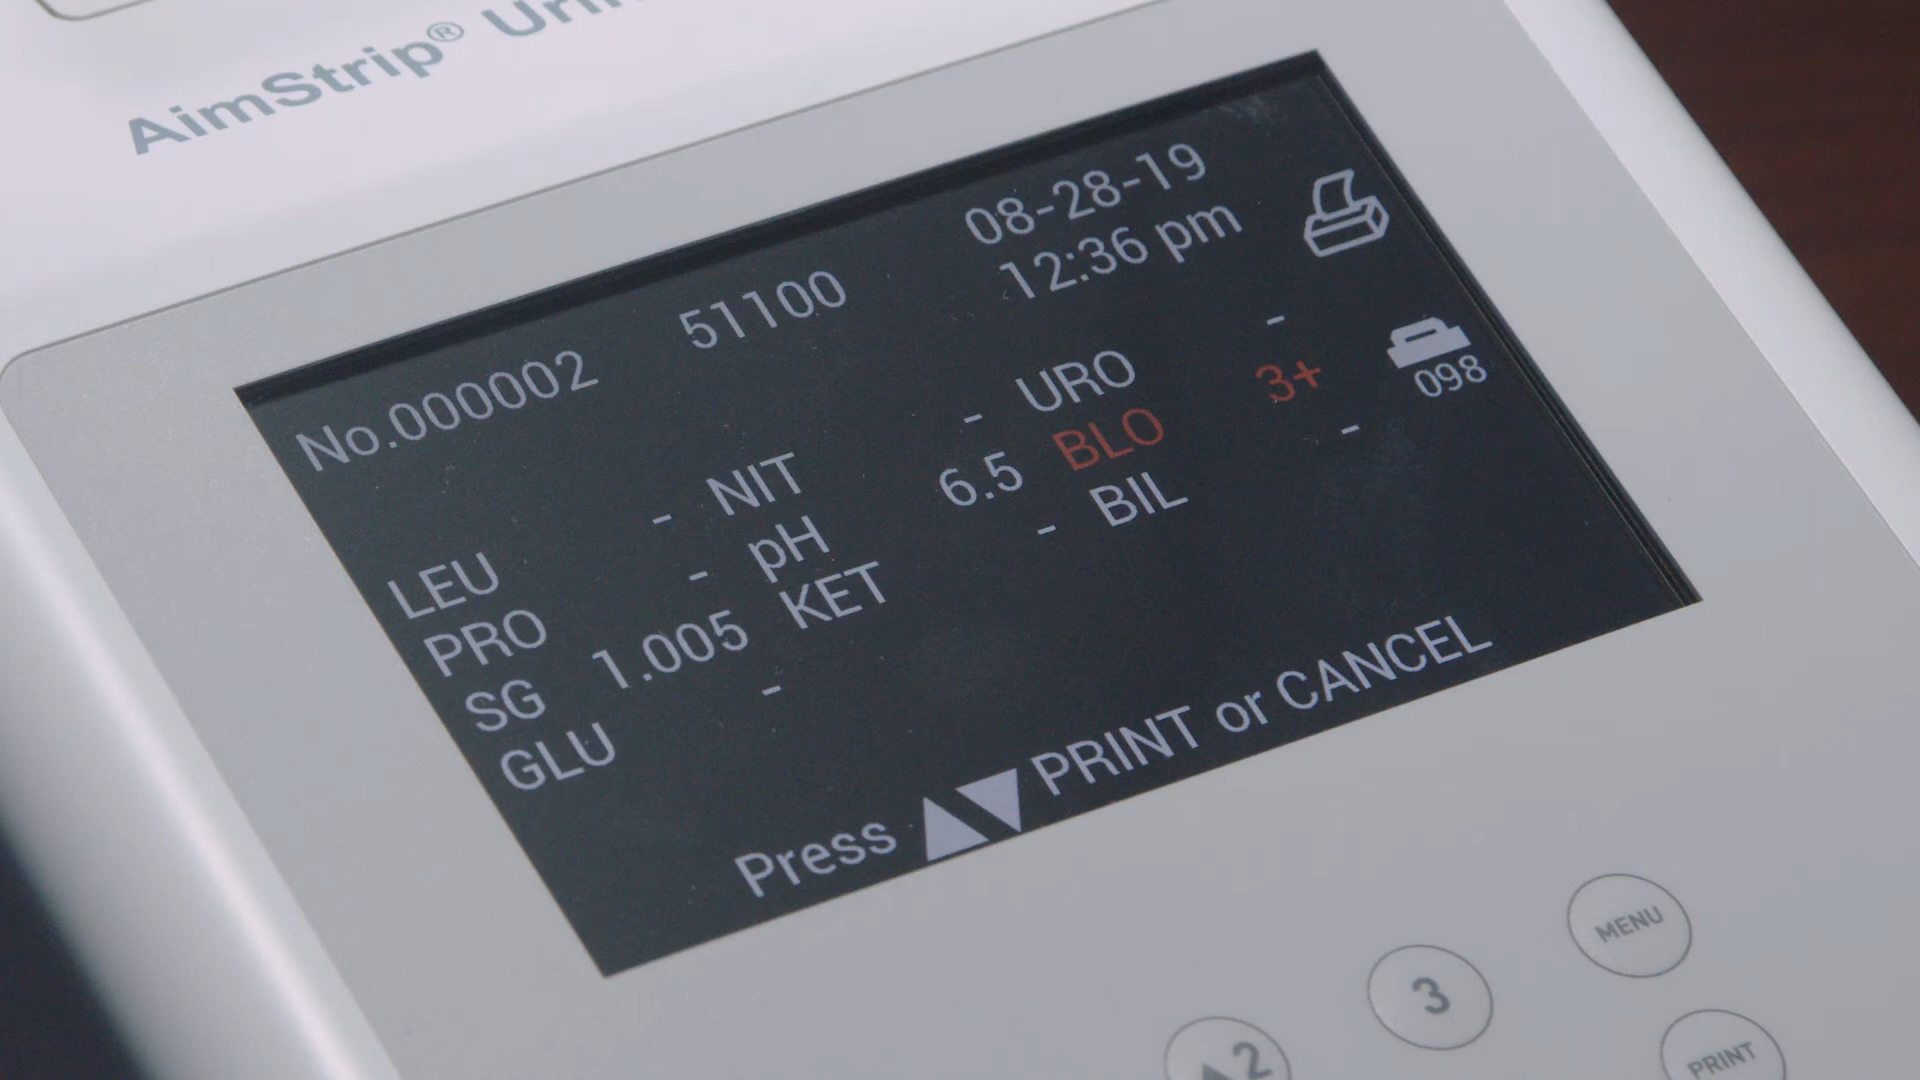 AimStrip®
No.000002 51100 08-28-19
12:36 pm
LEU - NIT - URO -
PRO - pH 6.5 BLO 3+
SG 1.005 KET - BIL -
GLU -
098
Press ▲▼ PRINT or CANCEL
MENU
3
▲2
PRINT